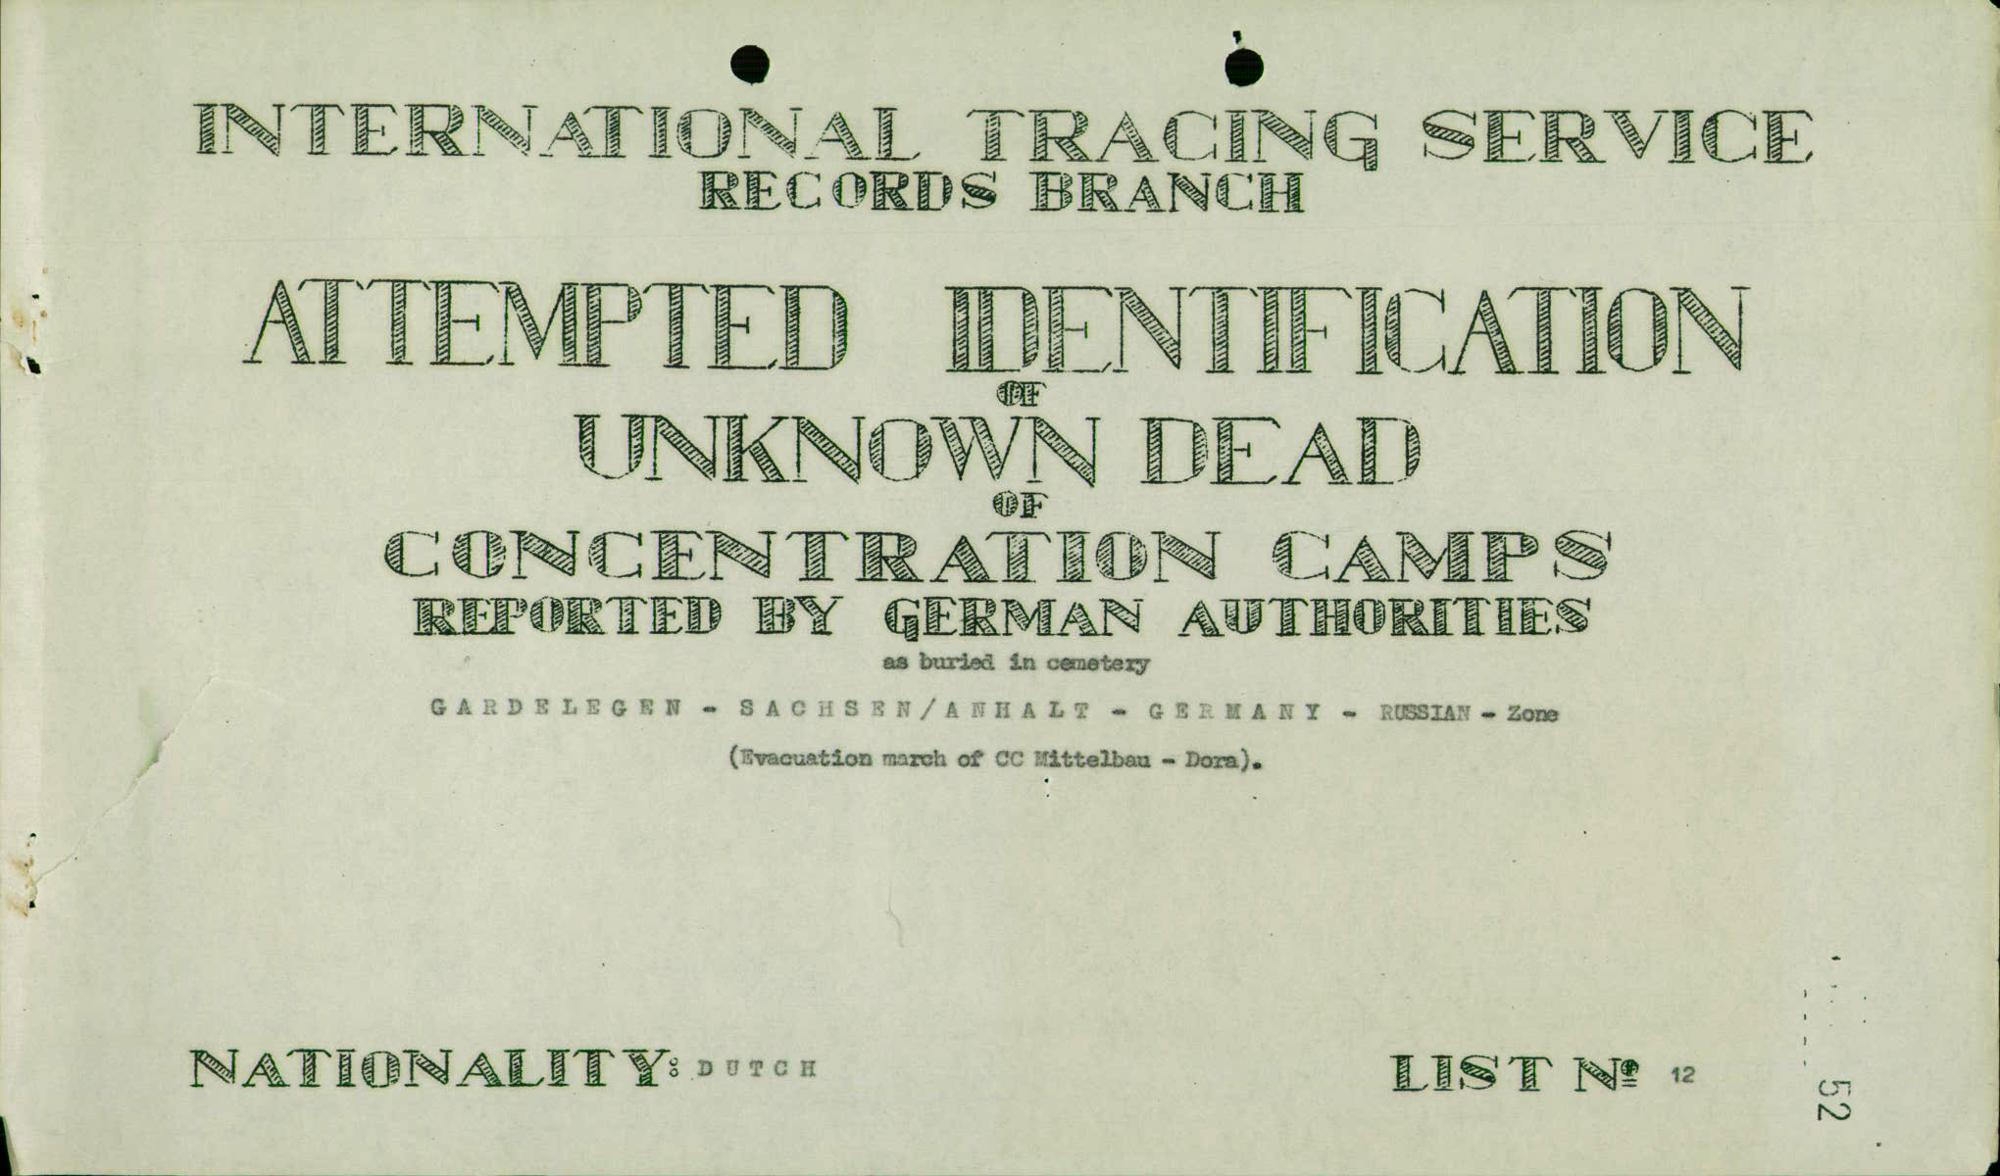 INTERNATIONAL TRACING SERVICE
RECORDS BRANCH
ATTEMPTED IDENTIFICATION
OF
UNKNOWN DEAD
OF
CONCENTRATION CAMPS
REPORTED BY GERMAN AUTHORITIES
as buried in cemetery
GARDELEGEN - SACHSEN/ANHALT - GERMANY - RUSSIAN - Zone
(Evacuation march of CC Mittelbau - Dora).
NATIONALITY: DUTCH
LIST Nº 12
52